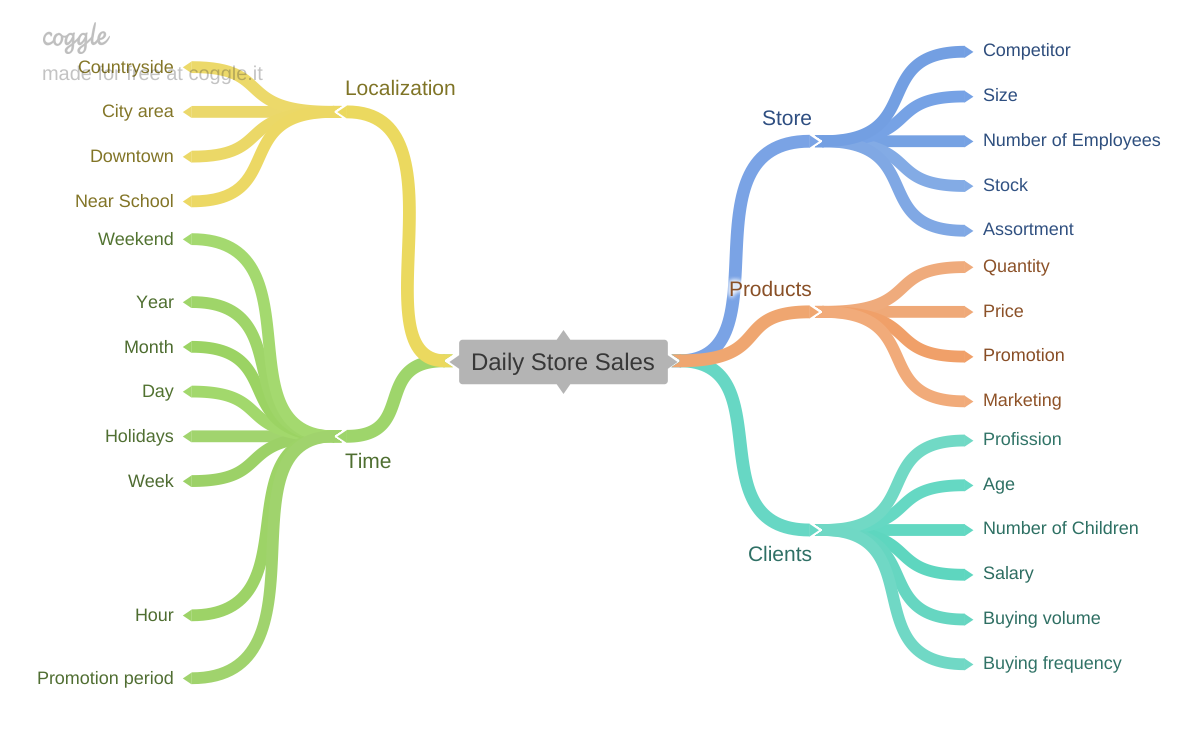 coggle
made for free at coggle.it
Countryside
City area
Downtown
Near School
Localization
Weekend
Year
Month
Day
Holidays
Week
Hour
Promotion period
Time
Daily Store Sales
Store
Competitor
Size
Number of Employees
Stock
Assortment
Products
Quantity
Price
Promotion
Marketing
Clients
Profission
Age
Number of Children
Salary
Buying volume
Buying frequency